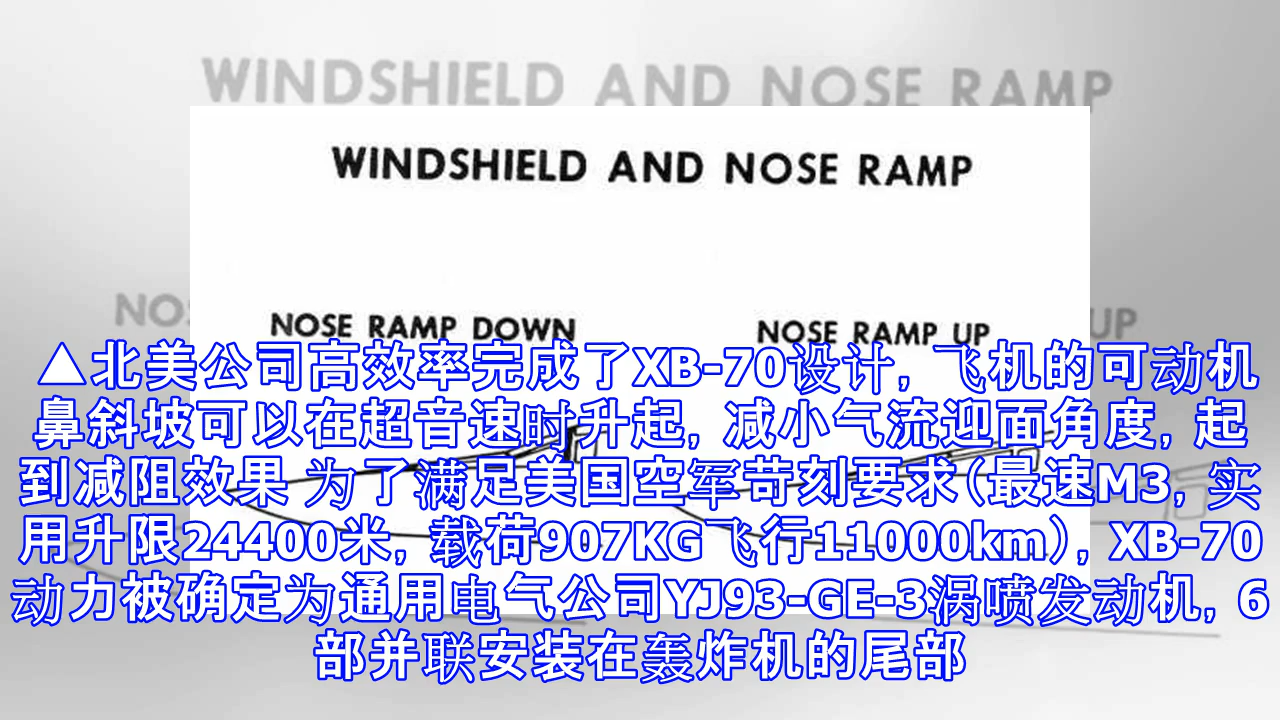 WINDSHIELD AND NOSE RAMP
WINDSHIELD AND NOSE RAMP
NOSE RAMP DOWN
NOSE RAMP UP
UP
▲北美公司高效率完成了XB-70设计, 飞机的可动机
鼻斜坡可以在超音速时升起, 减小气流迎面角度, 起
到减阻效果 为了满足美国空军苛刻要求(最速M3, 实
用升限24400米, 载荷907KG飞行11000km), XB-70
动力被确定为通用电气公司YJ93-GE-3涡喷发动机, 6
部并联安装在轰炸机的尾部